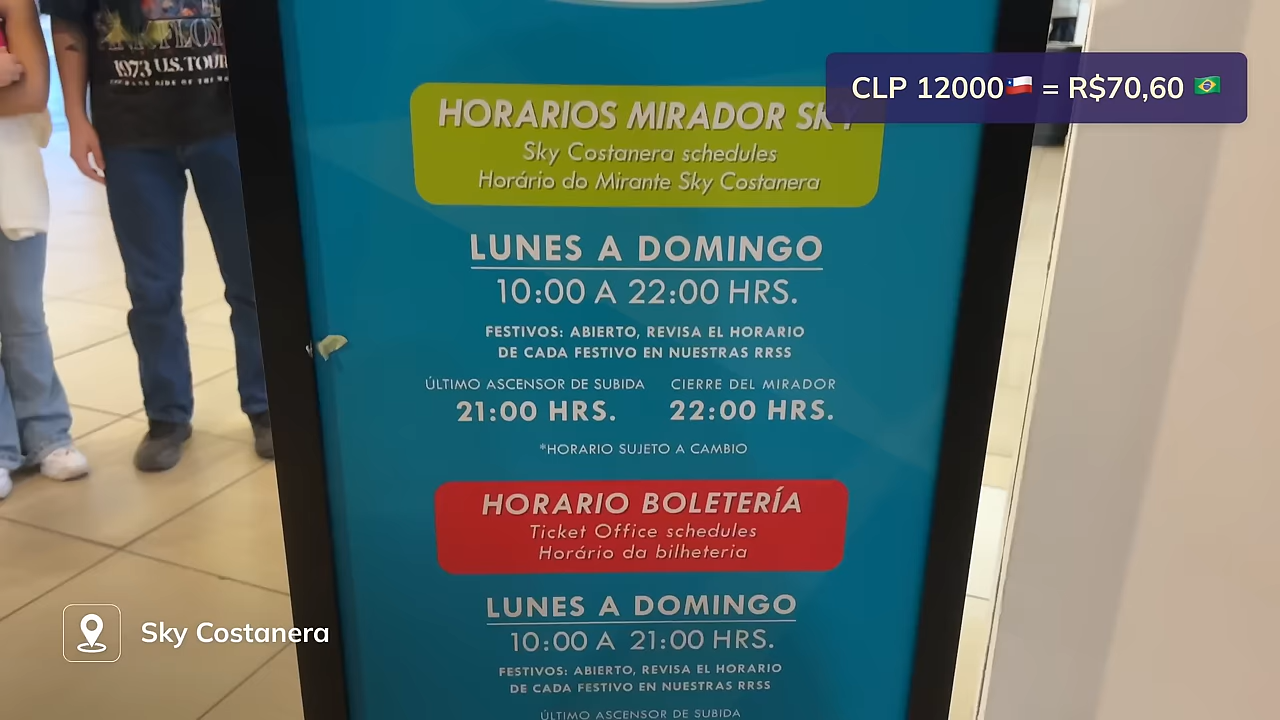 1973 U.S. TOUR
CLP 12000🇨🇱 = R$70,60 🇧🇷
HORARIOS MIRADOR SKY
Sky Costanera schedules
Horário do Mirante Sky Costanera
LUNES A DOMINGO
10:00 A 22:00 HRS.
FESTIVOS: ABIERTO, REVISA EL HORARIO
DE CADA FESTIVO EN NUESTRAS RRSS
ÚLTIMO ASCENSOR DE SUBIDA
21:00 HRS.
CIERRE DEL MIRADOR
22:00 HRS.
*HORARIO SUJETO A CAMBIO
HORARIO BOLETERÍA
Ticket Office schedules
Horário da bilheteria
LUNES A DOMINGO
10:00 A 21:00 HRS.
FESTIVOS: ABIERTO, REVISA EL HORARIO
DE CADA FESTIVO EN NUESTRAS RRSS
ÚLTIMO ASCENSOR DE SUBIDA
Sky Costanera